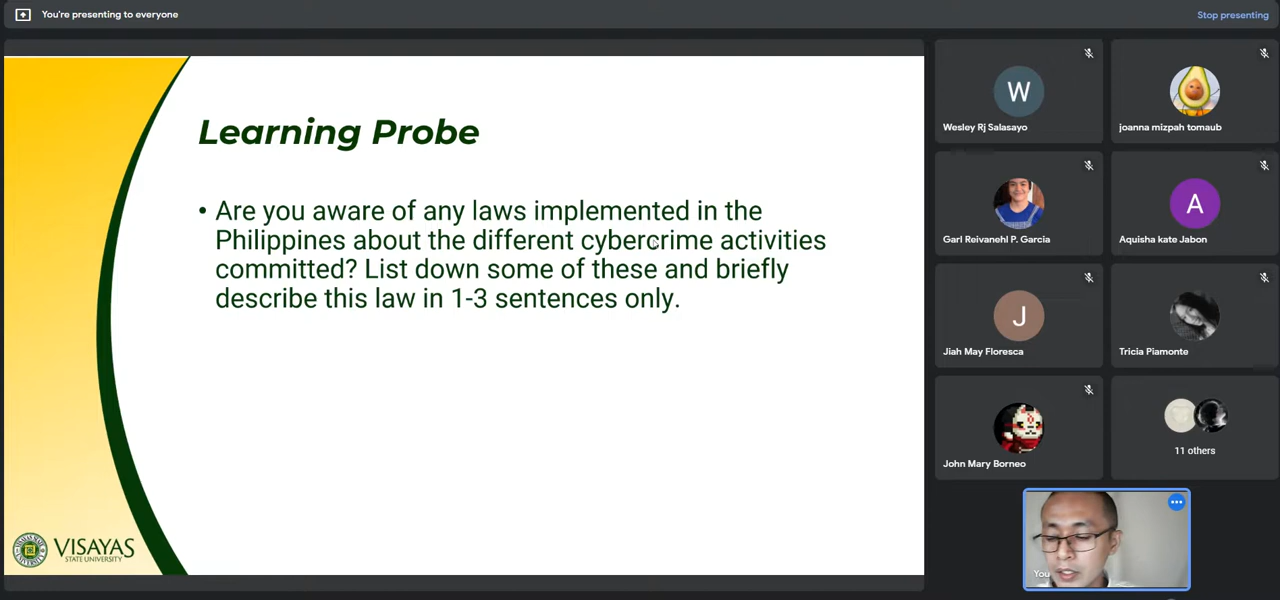 You're presenting to everyone
Stop presenting
Learning Probe
• Are you aware of any laws implemented in the
Philippines about the different cybercrime activities
committed? List down some of these and briefly
describe this law in 1-3 sentences only.
VISAYAS
STATE UNIVERSITY
W
Wesley Rj Salasayo
joanna mizpah tomaub
Garl Reivanehl P. Garcia
A
Aquisha kate Jabon
J
Jiah May Floresca
Tricia Piamonte
John Mary Borneo
11 others
You